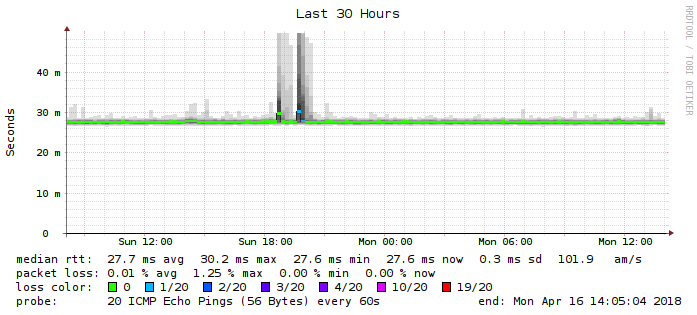 Last 30 Hours
RRDTOOL / TOBI OETIKER
Seconds
40 m
30 m
20 m
10 m
0
Sun 12:00 Sun 18:00 Mon 00:00 Mon 06:00 Mon 12:00
median rtt: 27.7 ms avg 30.2 ms max 27.6 ms min 27.6 ms now 0.3 ms sd 101.9 am/s
packet loss: 0.01 % avg 1.25 % max 0.00 % min 0.00 % now
loss color: 0 1/20 2/20 3/20 4/20 10/20 19/20
probe: 20 ICMP Echo Pings (56 Bytes) every 60s end: Mon Apr 16 14:05:04 2018